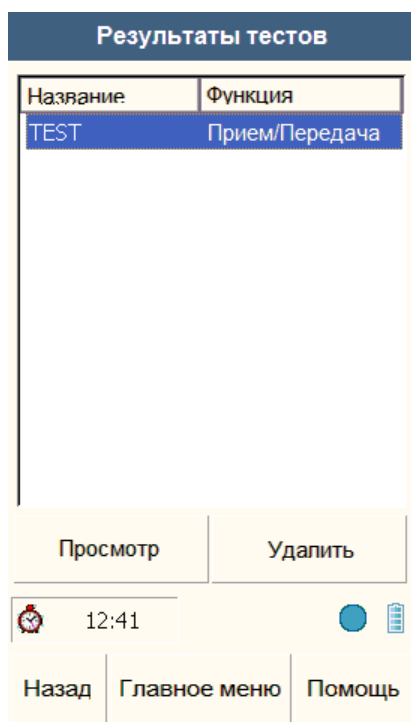 Результаты тестов
Название Функция
TEST Прием/Передача
Просмотр Удалить
12:41
Назад Главное меню Помощь